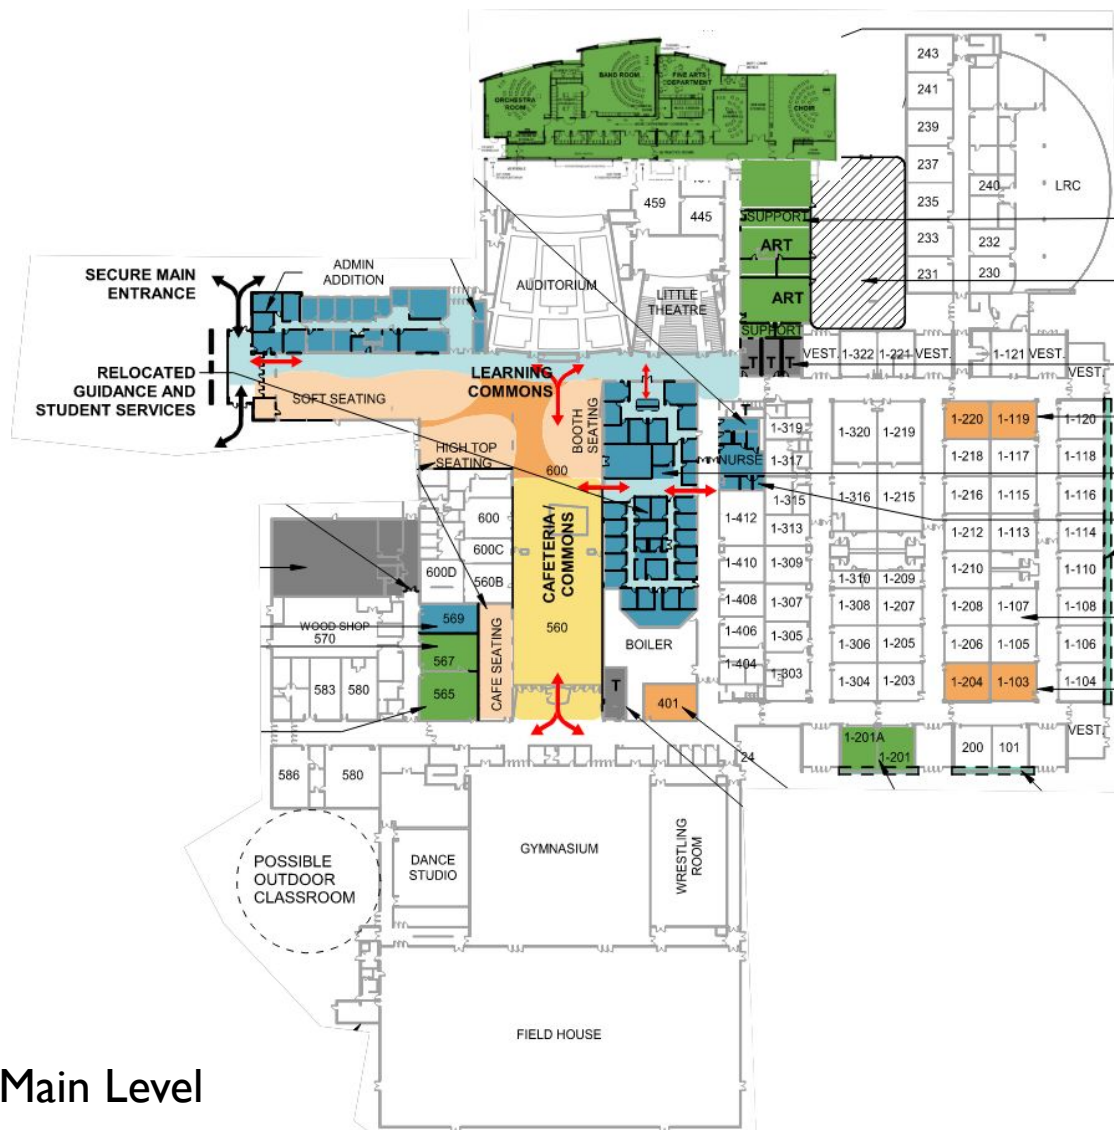 BAND ROOM
FINE ARTS
DEPARTMENT
ORCHESTRA
ROOM
CHOIR
243
241
239
237
235
233
231
240
232
230
LRC
459
445
SUPPORT
ART
ART
SUPPORT
SECURE MAIN
ENTRANCE
ADMIN
ADDITION
AUDITORIUM
LITTLE
THEATRE
T
T
T
VEST.
1-322
1-221
VEST.
1-121
VEST.
VEST.
RELOCATED
GUIDANCE AND
STUDENT SERVICES
LEARNING
COMMONS
SOFT SEATING
BOOTH
SEATING
HIGH TOP
SEATING
600
T
NURSE
1-319
1-317
1-315
1-313
1-309
1-307
1-305
1-303
1-412
1-410
1-408
1-406
1-404
1-320
1-219
1-316
1-215
1-310
1-209
1-308
1-207
1-306
1-205
1-304
1-203
1-220
1-119
1-218
1-117
1-216
1-115
1-212
1-113
1-210
1-208
1-107
1-206
1-105
1-204
1-103
1-120
1-118
1-116
1-114
1-110
1-108
1-106
1-104
VEST.
600
600C
600D
560B
CAFETERIA /
COMMONS
560
CAFE SEATING
BOILER
T
401
WOOD SHOP
570
569
567
565
583
580
586
580
24
1-201A
1-201
200
101
POSSIBLE
OUTDOOR
CLASSROOM
DANCE
STUDIO
GYMNASIUM
WRESTLING
ROOM
FIELD HOUSE
Main Level